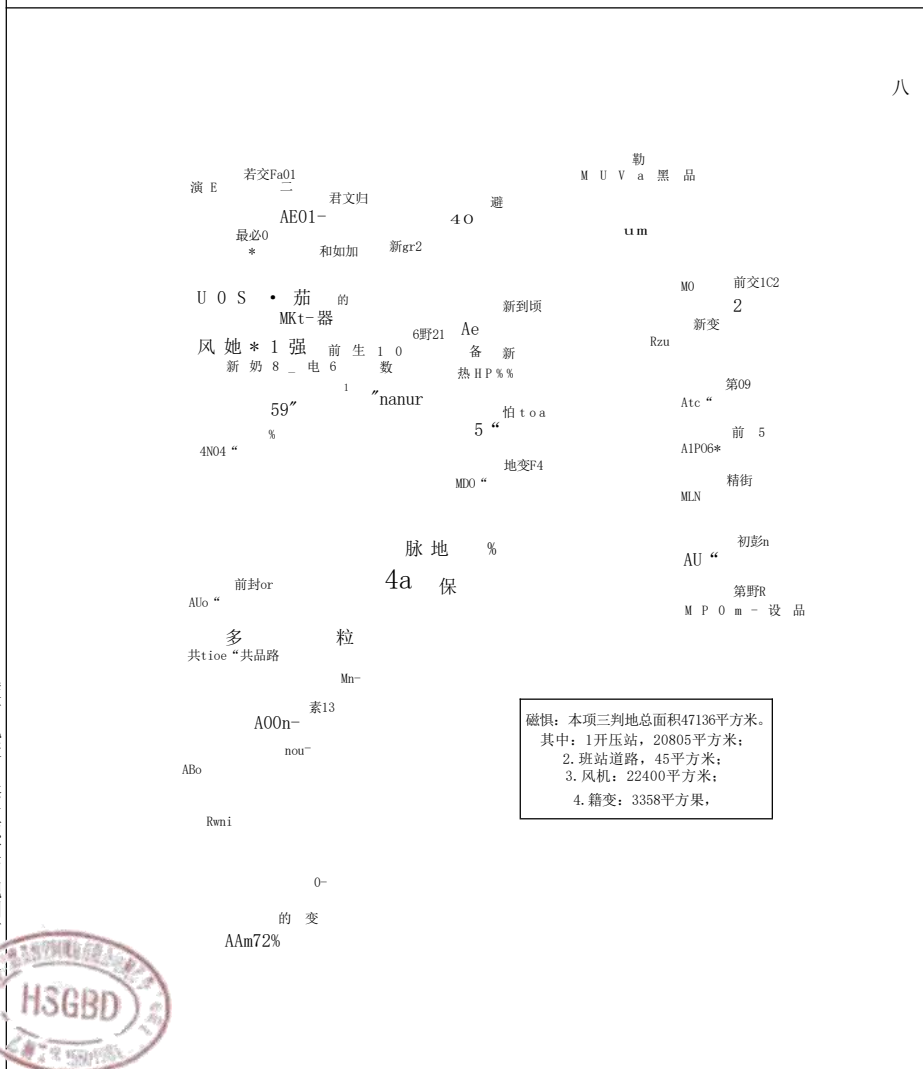 八
勒
若交Fa01
M U V a 黑 品
演 E 二
君文归
避
AE01-
40
um
最必0
*
和如加
新gr2
前交1C2
MO
U 0 S • 茄 的
新到顷
2
MKt-器
新变
6野21
Ae
Rzu
风 她 * 1 强 前 生 1 0
备 新
新 奶 8 _ 电 6 数
热 H P % %
第09
1
"nanur
Atc “
59"
怕 t o a
5 “
前 5
%
4N04 “
A1P06*
地变F4
精街
MDO “
MLN
初彭n
脉 地 %
AU “
4a 保
前封or
第野R
AUo “
M P 0 m - 设 品
多 粒
共tioe “共品路
Mn-
素13
A00n-
磁惧: 本项三判地总面积47136平方米。
其中: 1开压站, 20805平方米;
2. 班站道路, 45平方米;
3. 风机: 22400平方米;
4. 籍变: 3358平方果,
nou-
ABo
Rwni
0-
的 变
AAm72%
HSGBD